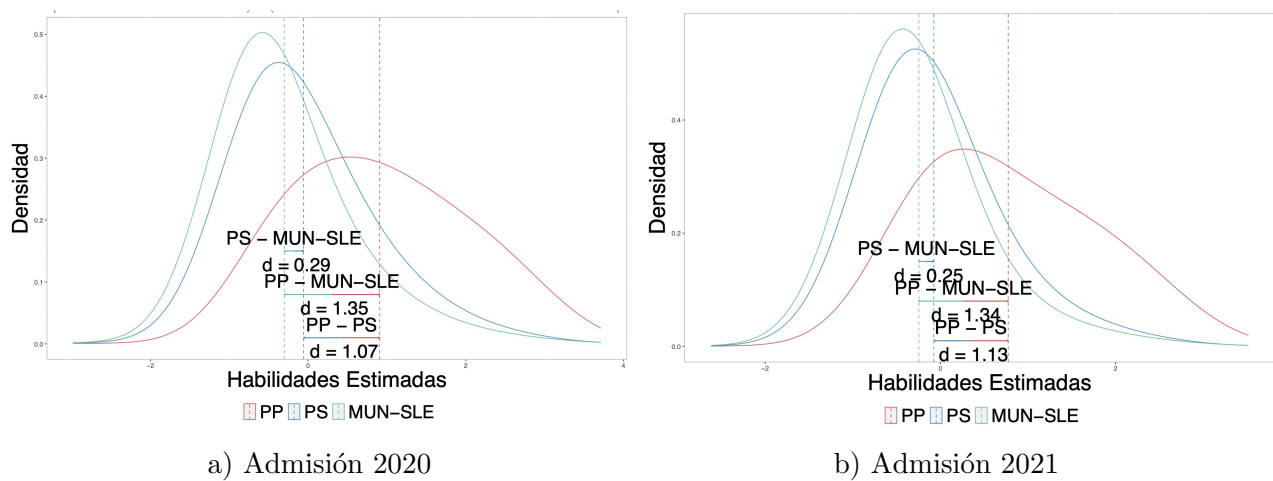 Densidad
0.5
0.4
0.3
0.2
0.1
0.0
PS – MUN–SLE
d = 0.29
PP – MUN–SLE
d = 1.35
PP – PS
d = 1.07
−2
0
2
4
Habilidades Estimadas
PP PS MUN–SLE
a) Admisión 2020
Densidad
0.4
0.2
0.0
PS – MUN–SLE
d = 0.25
PP – MUN–SLE
d = 1.34
PP – PS
d = 1.13
−2
0
2
Habilidades Estimadas
PP PS MUN–SLE
b) Admisión 2021